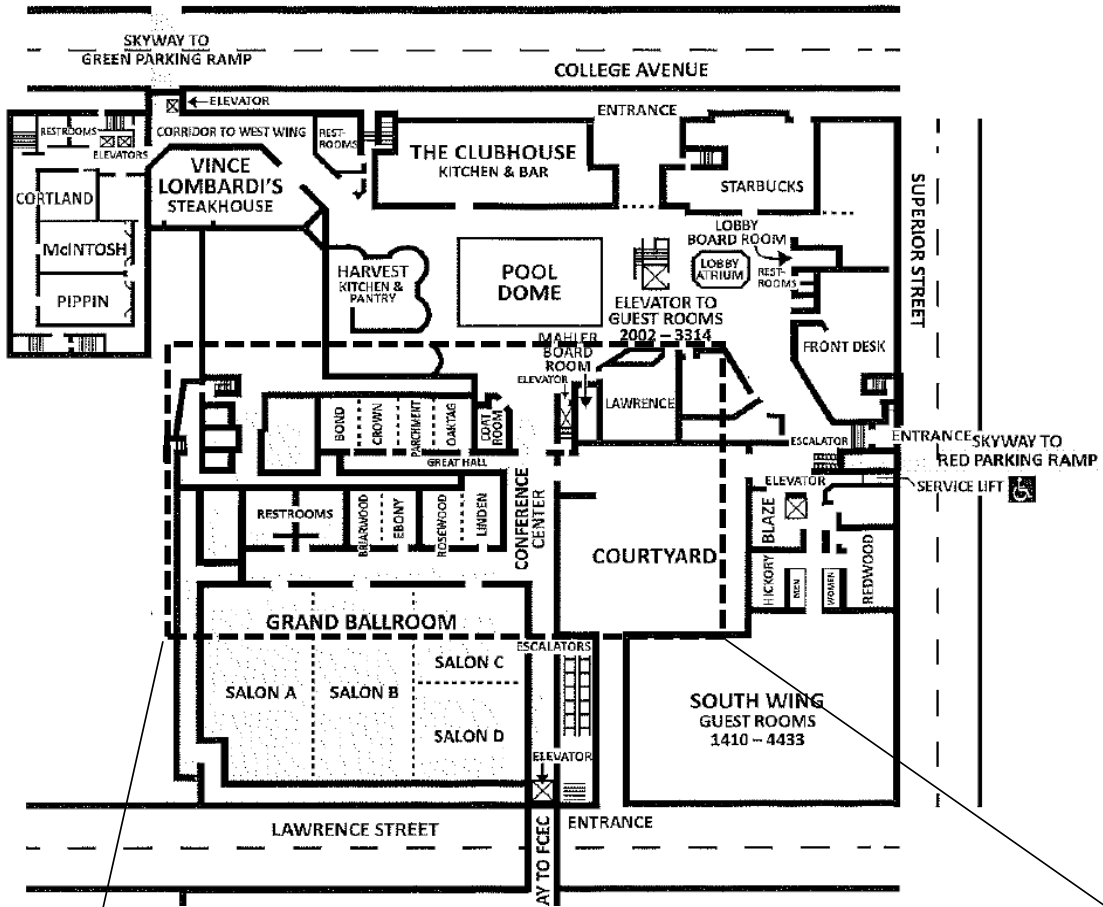 SKYWAY TO
GREEN PARKING RAMP
COLLEGE AVENUE
ELEVATOR
ENTRANCE
RESTROOMS
ELEVATORS
CORRIDOR TO WEST WING
REST-
ROOMS
THE CLUBHOUSE
KITCHEN & BAR
STARBUCKS
VINCE
LOMBARDI'S
STEAKHOUSE
CORTLAND
McINTOSH
PIPPIN
HARVEST
KITCHEN &
PANTRY
POOL
DOME
LOBBY
BOARD ROOM
LOBBY
ATRIUM
REST-
ROOMS
SUPERIOR STREET
ELEVATOR TO
GUEST ROOMS
2002 – 3314
MAHLER
BOARD
ROOM
ELEVATOR
FRONT DESK
LAWRENCE
BOND
CROWN
PARCHMENT
OAKTAG
COAT
ROOM
GREAT HALL
ESCALATOR
ENTRANCE
SKYWAY TO
RED PARKING RAMP
SERVICE LIFT
ELEVATOR
BLAZE
RESTROOMS
BRIARWOOD
EBONY
ROSEWOOD
LINDEN
CONFERENCE
CENTER
COURTYARD
HICKORY
MEN
WOMEN
REDWOOD
GRAND BALLROOM
SALON A
SALON B
SALON C
SALON D
ESCALATORS
ELEVATOR
SOUTH WING
GUEST ROOMS
1410 – 4433
LAWRENCE STREET
ENTRANCE
AY TO FCEC